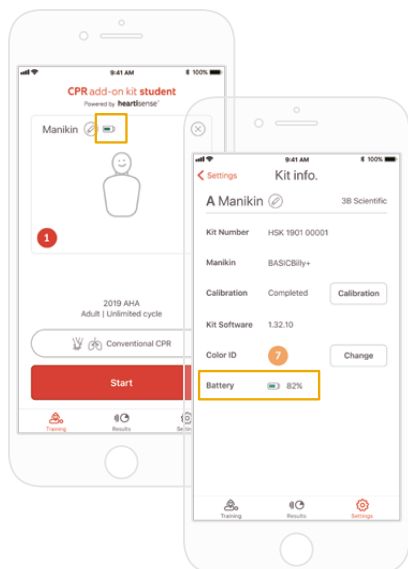 9:41 AM
100%
CPR add-on kit student
Powered by heartisense
Manikin
1
2019 AHA
Adult | Unlimited cycle
Conventional CPR
Start
Training
Results
9:41 AM
100%
Settings
Kit info.
A Manikin
3B Scientific
Kit Number HSK 1901 00001
Manikin BASICBilly+
Calibration Completed Calibration
Kit Software 1.32.10
Color ID 7 Change
Battery 82%
Training
Results
Settings